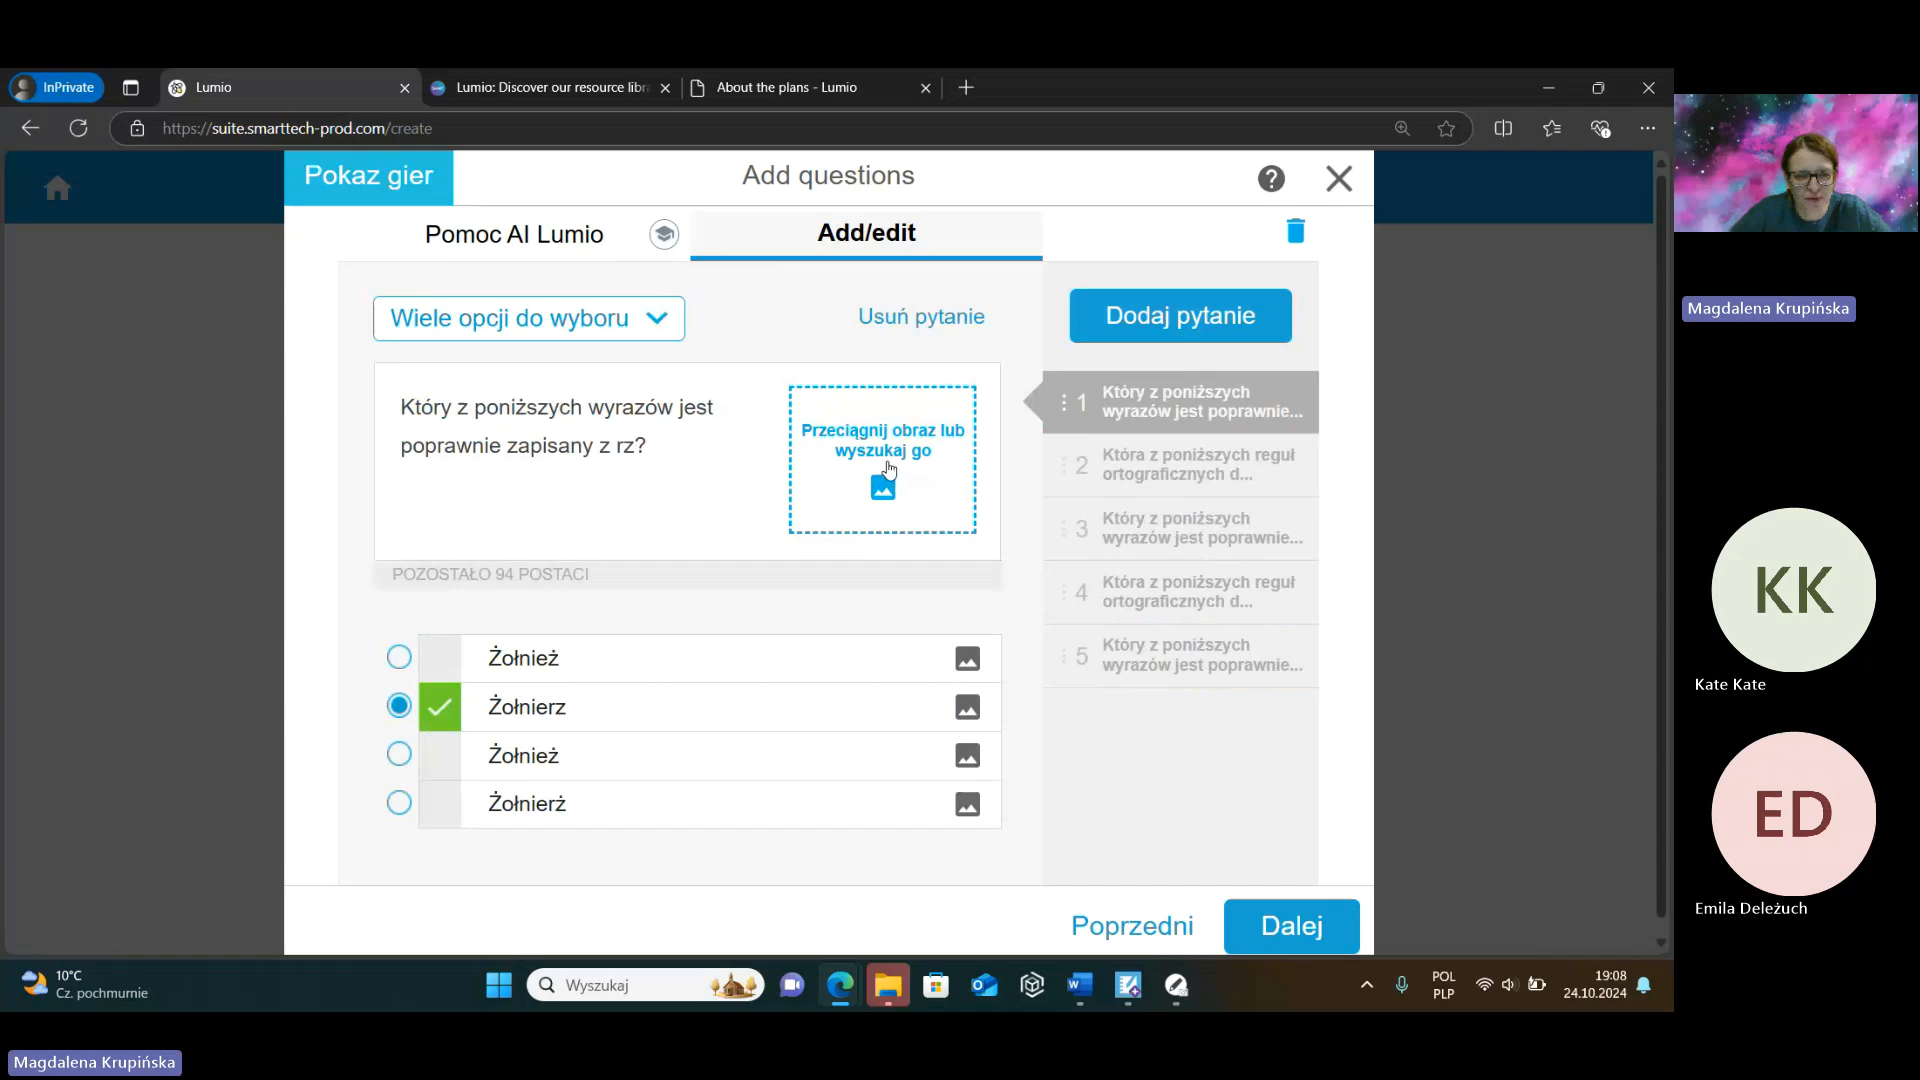 InPrivate
Lumio
Lumio: Discover our resource libr
About the plans - Lumio
https://suite.smarttech-prod.com/create
Pokaz gier
Add questions
Pomoc AI Lumio
Add/edit
Wiele opcji do wyboru
Usuń pytanie
Dodaj pytanie
Który z poniższych wyrazów jest
poprawnie zapisany z rz?
Przeciągnij obraz lub
wyszukaj go
POZOSTAŁO 94 POSTACI
Żołnież
Żołnierz
Żołnież
Żołnierż
1 Który z poniższych
wyrazów jest poprawnie...
2 Która z poniższych reguł
ortograficznych d...
3 Który z poniższych
wyrazów jest poprawnie...
4 Która z poniższych reguł
ortograficznych d...
5 Który z poniższych
wyrazów jest poprawnie...
Poprzedni
Dalej
10°C
Cz. pochmurnie
Wyszukaj
POL
PLP
19:08
24.10.2024
Magdalena Krupińska
KK
Kate Kate
ED
Emila Deleżuch
Magdalena Krupińska